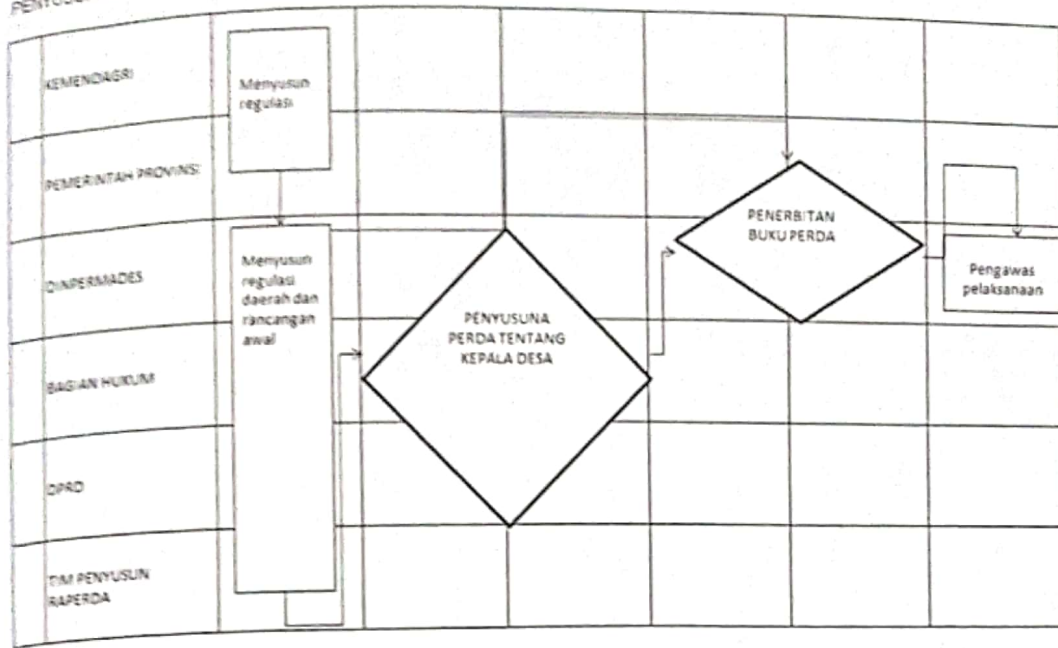 KEMENDAGRI
Menyusun
regulasi
PEMERINTAH PROVINSI
DINPERMADES
Menyusun
regulasi
daerah dan
rancangan
awal
PENYUSUNA
PERDA TENTANG
KEPALA DESA
PENERBITAN
BUKU PERDA
Pengawas
pelaksanaan
BAGIAN HUKUM
DPRD
TIM PENYUSUN
RAPERDA